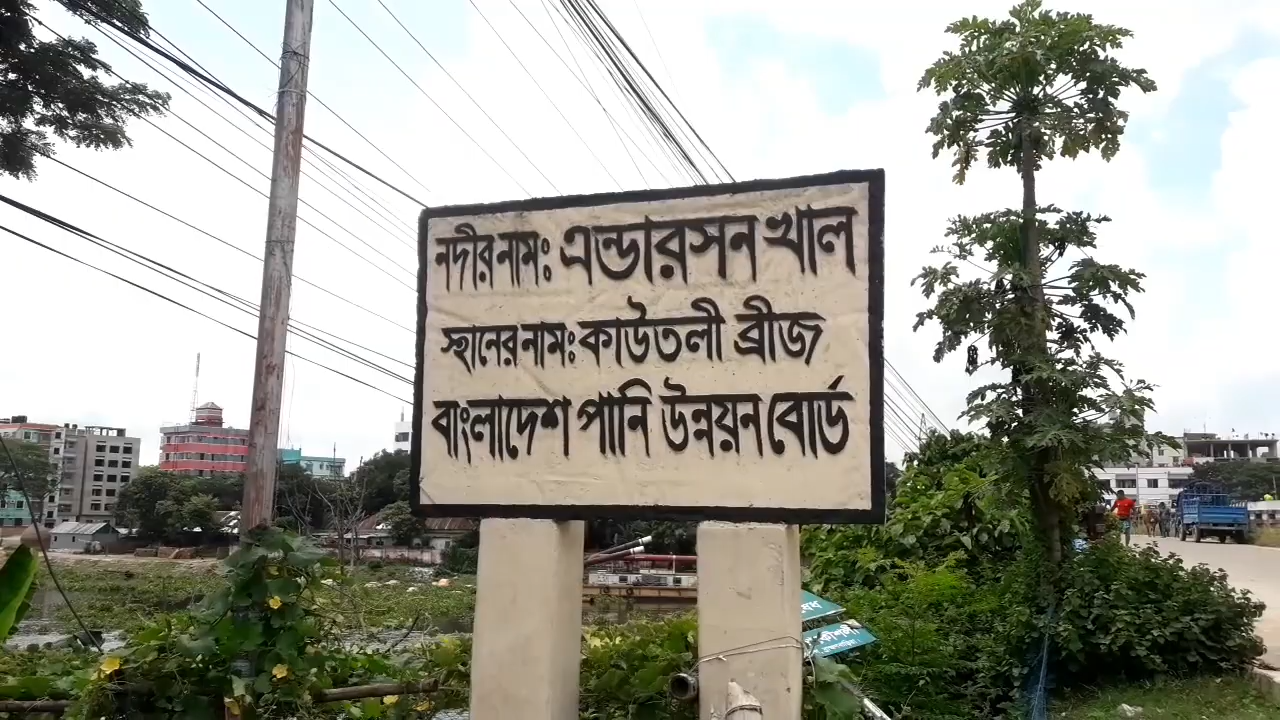 নদীর নামঃ এন্ডারসন খাল
স্থানের নামঃ কাউতলী ব্রীজ
বাংলাদেশ পানি উন্নয়ন বোর্ড